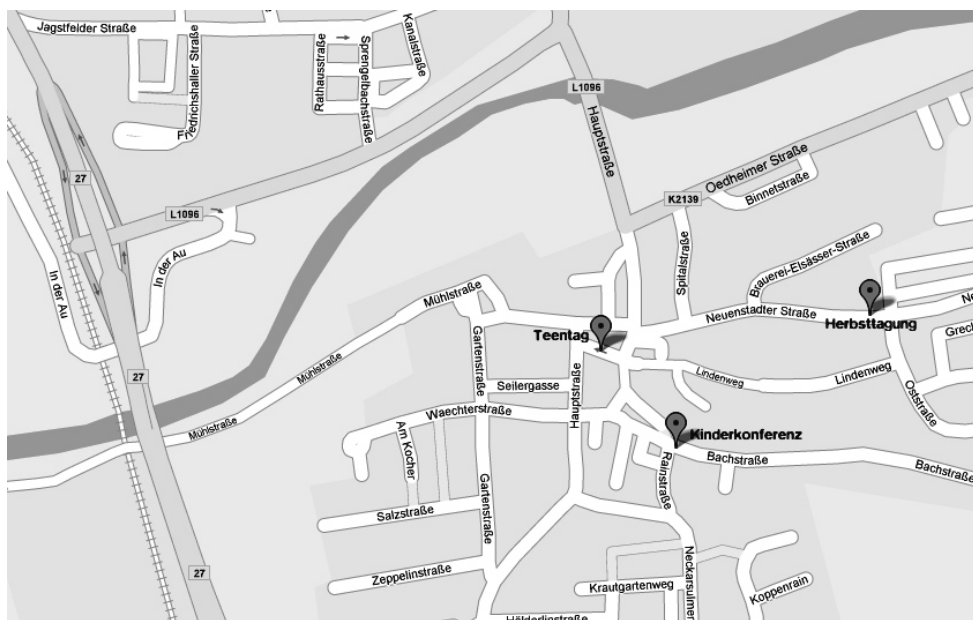 Jagstfelder Straße
Friedrichshaller Straße
Rathausstraße
Sprengelbachstraße
Kanalstraße
L1096
Hauptstraße
Oedheimer Straße
K2139
Binnetstraße
27
L1096
In der Au
In der Au
Spitalstraße
Brauerei-Elsässer-Straße
Mühlstraße
Neuenstadter Straße
Herbsttagung
Teentag
Gartenstraße
Mühlstraße
27
Lindenweg
Lindenweg
Seilergasse
Hauptstraße
Waechterstraße
Oststraße
Mühlstraße
Am Kocher
Kinderkonferenz
Rainstraße
Bachstraße
Bachstraße
Gartenstraße
Salzstraße
27
Zeppelinstraße
Neckarsulmer
Krautgartenweg
Koppenrain
Hölderlinstraße